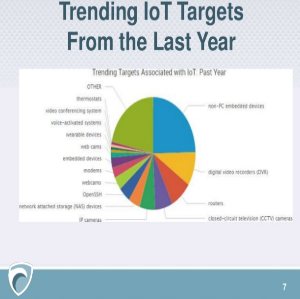 Trending IoT Targets
From the Last Year
Trending Targets Associated with IoT, Past Year
OTHER
thermostats
video conferencing system
voice-activated systems
wearable devices
web cams
embedded devices
modems
webcams
OpenSSH
network attached storage (NAS) devices
IP cameras
non-PC embedded devices
digital video recorders (DVR)
routers
closed-circuit television (CCTV) cameras
7